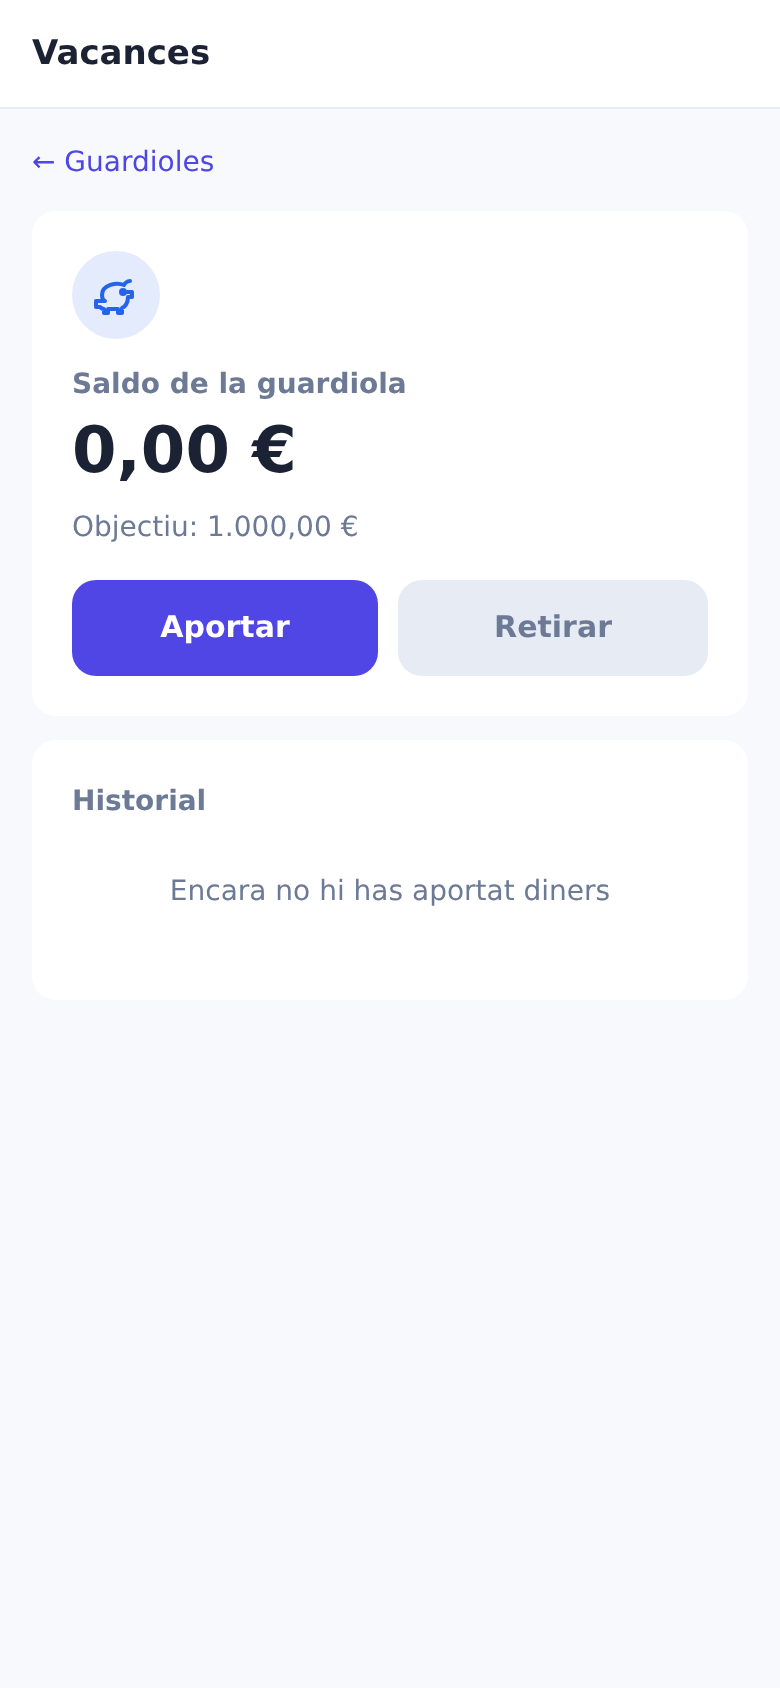 Vacances
← Guardioles
Saldo de la guardiola
0,00 €
Objectiu: 1.000,00 €
Aportar
Retirar
Historial
Encara no hi has aportat diners